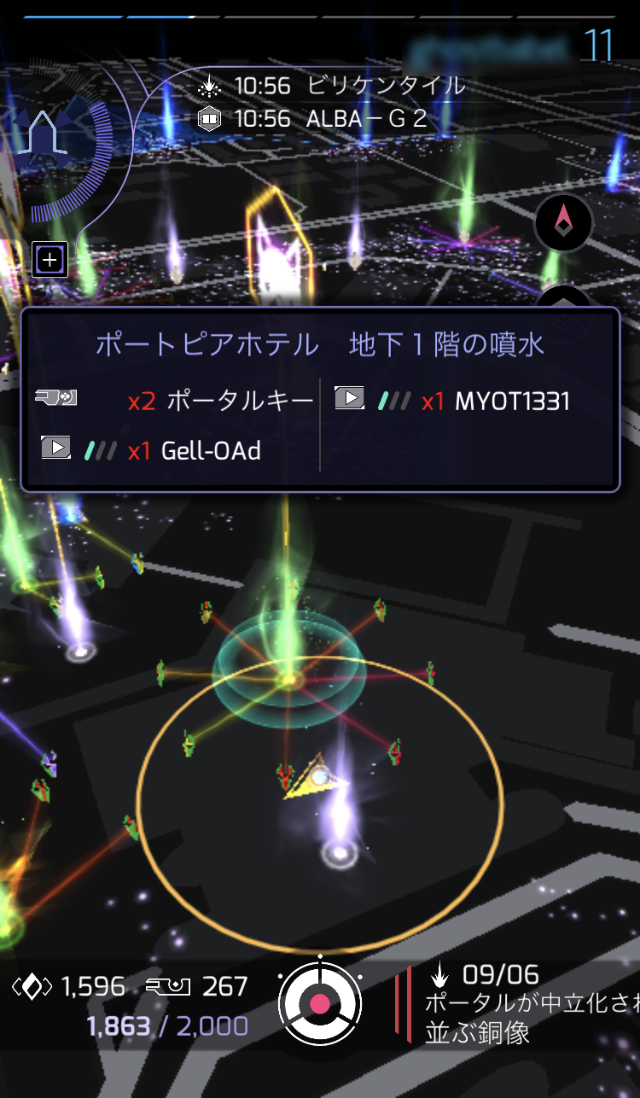 11
10:56 ビリケンタイル
10:56 ALBA－Ｇ２
ポートピアホテル　地下１階の噴水
x2 ポータルキー
x1 MYOT1331
x1 Gell-OAd
1,596 267
1,863 / 2,000
09/06
ポータルが中立化さ
並ぶ銅像